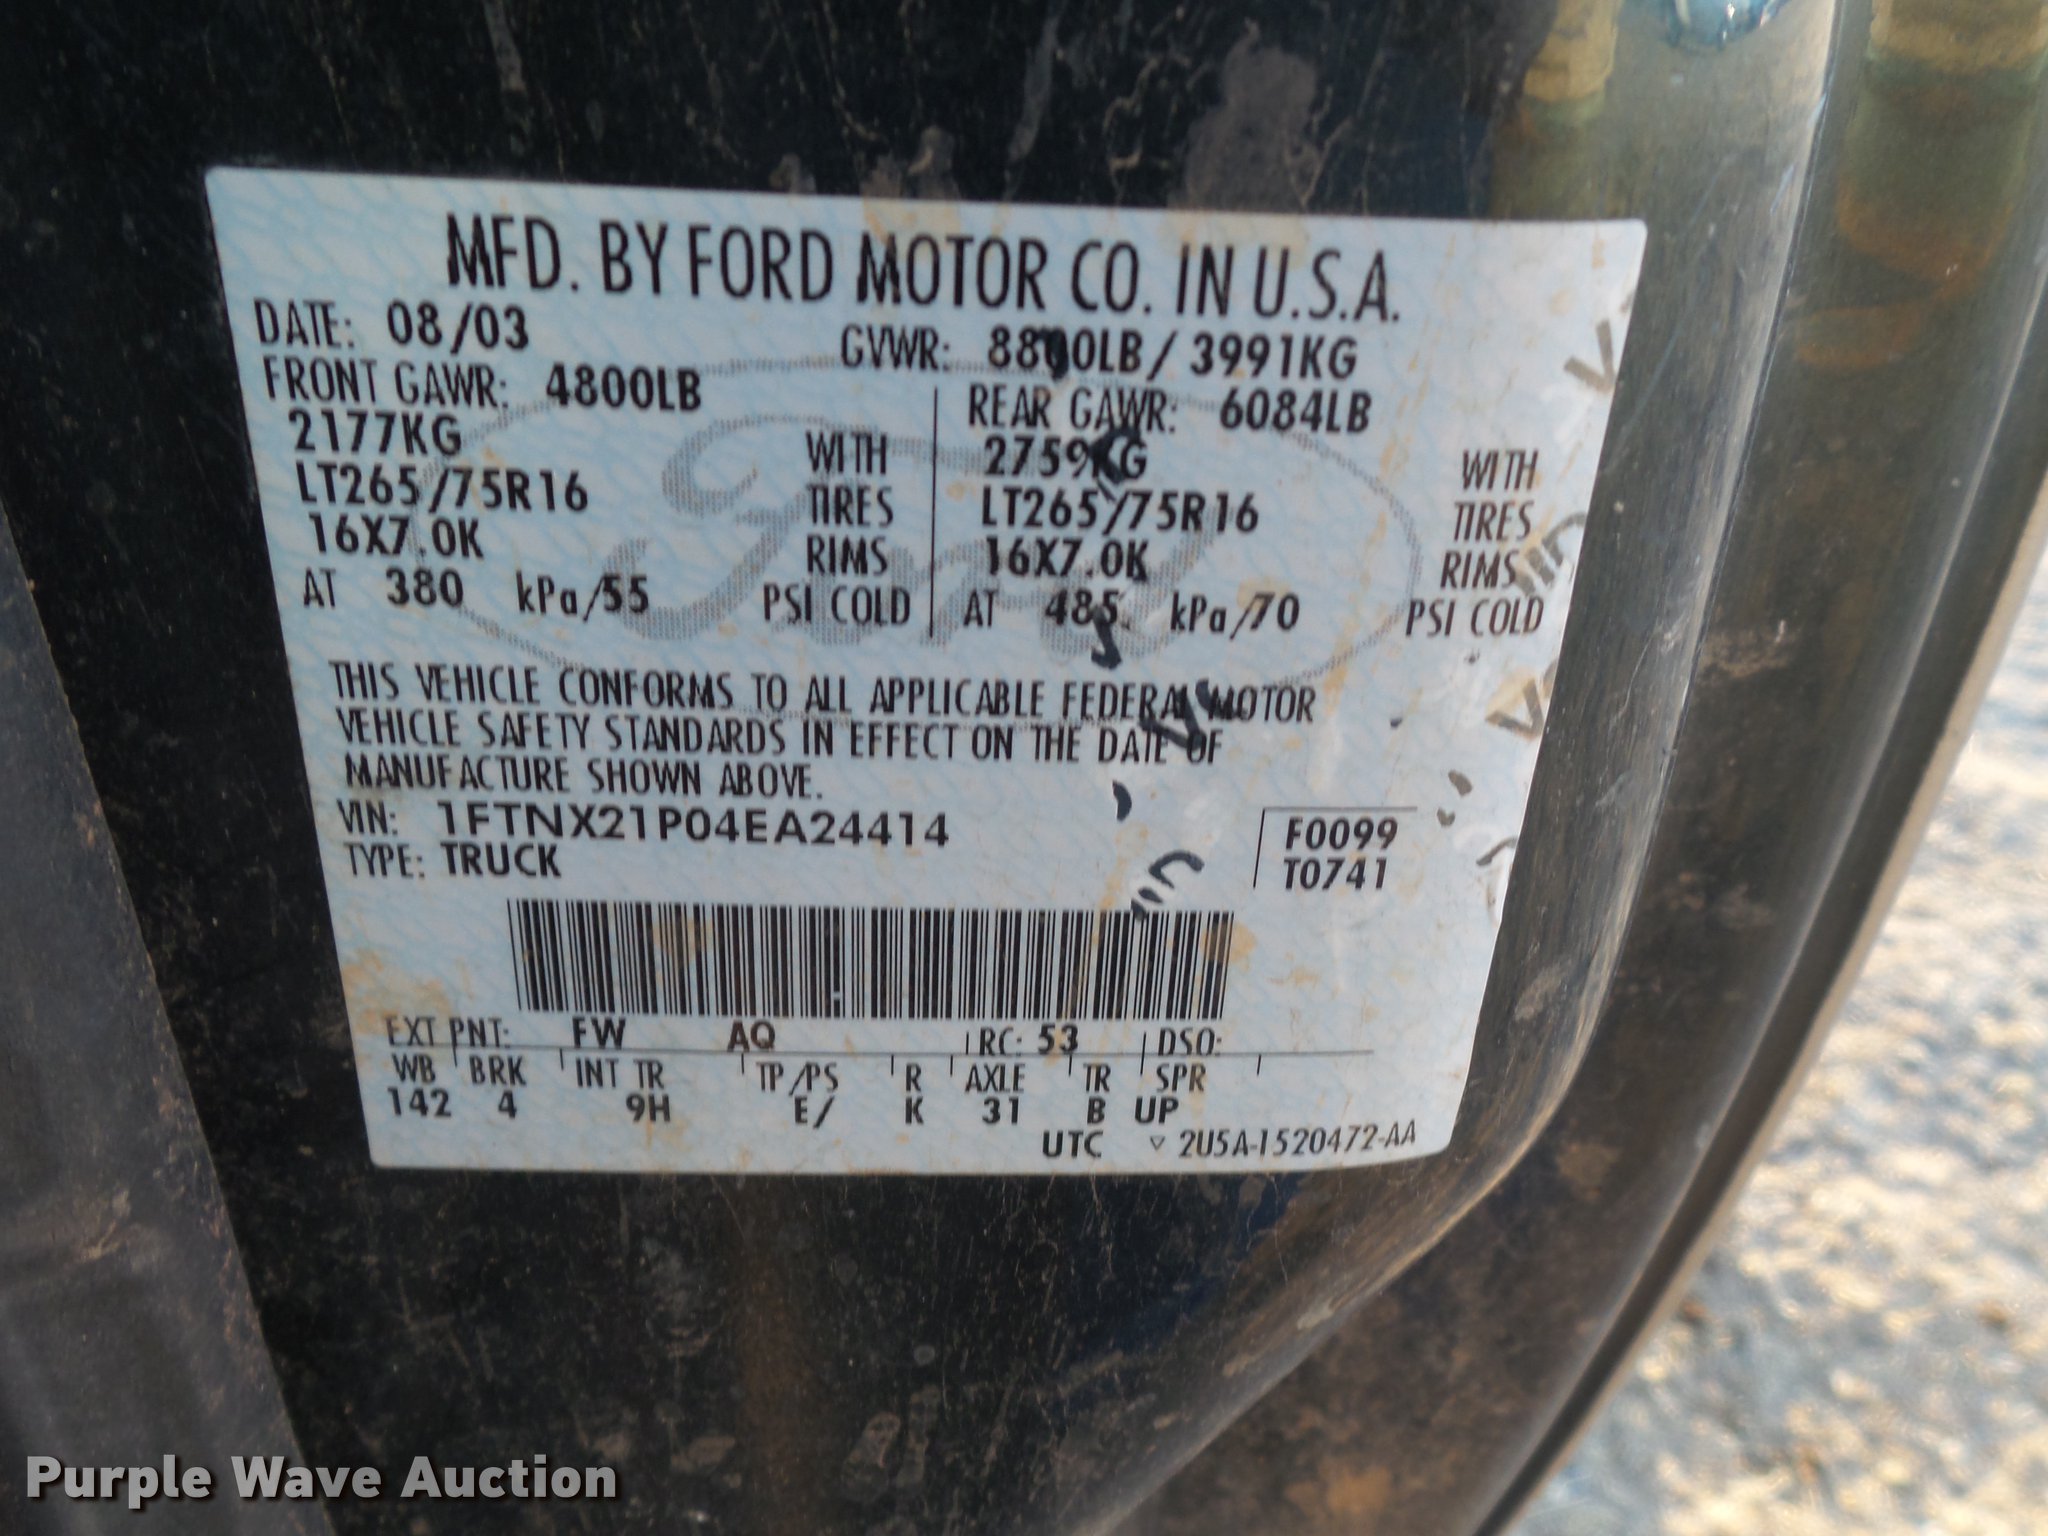 MFD. BY FORD MOTOR CO. IN U.S.A.
DATE: 08/03 GVWR: 8800LB / 3991KG
FRONT GAWR: 4800LB REAR GAWR: 6084LB
2177KG WITH 2759KG WITH
LT265/75R16 TIRES LT265/75R16 TIRES
16X7.0K RIMS 16X7.0K RIMS
AT 380 kPa/55 PSI COLD AT 485 kPa/70 PSI COLD
THIS VEHICLE CONFORMS TO ALL APPLICABLE FEDERAL MOTOR
VEHICLE SAFETY STANDARDS IN EFFECT ON THE DATE OF
MANUFACTURE SHOWN ABOVE.
VIN: 1FTNX21P04EA24414 F0099
TYPE: TRUCK T0741
EXT PNT: FW AQ RC: 53 DSO:
WB BRK INT TR TP/PS R AXLE TR SPR
142 4 9H E/ K 31 B UP
UTC ▽ 2U5A-1520472-AA
Ford
Purple Wave Auction